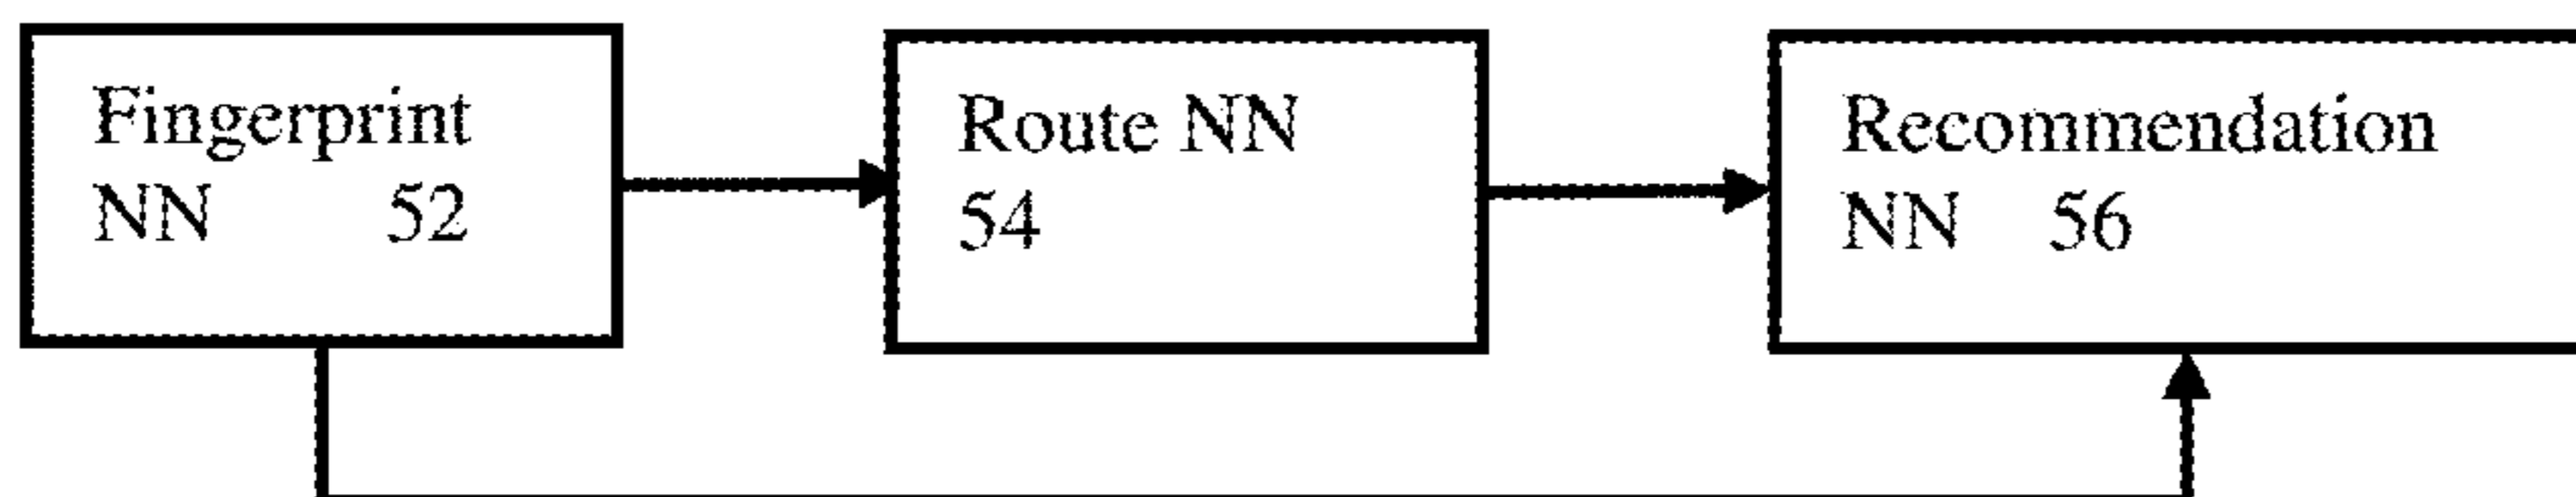 Fingerprint
NN 52
Route NN
54
Recommendation
NN 56